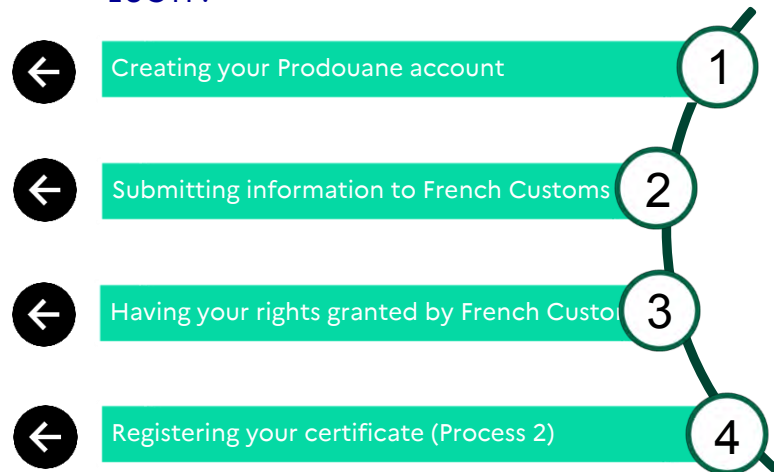 Creating your Prodouane account
1
Submitting information to French Customs
2
Having your rights granted by French
3
Registering your certificate (Process 2)
4